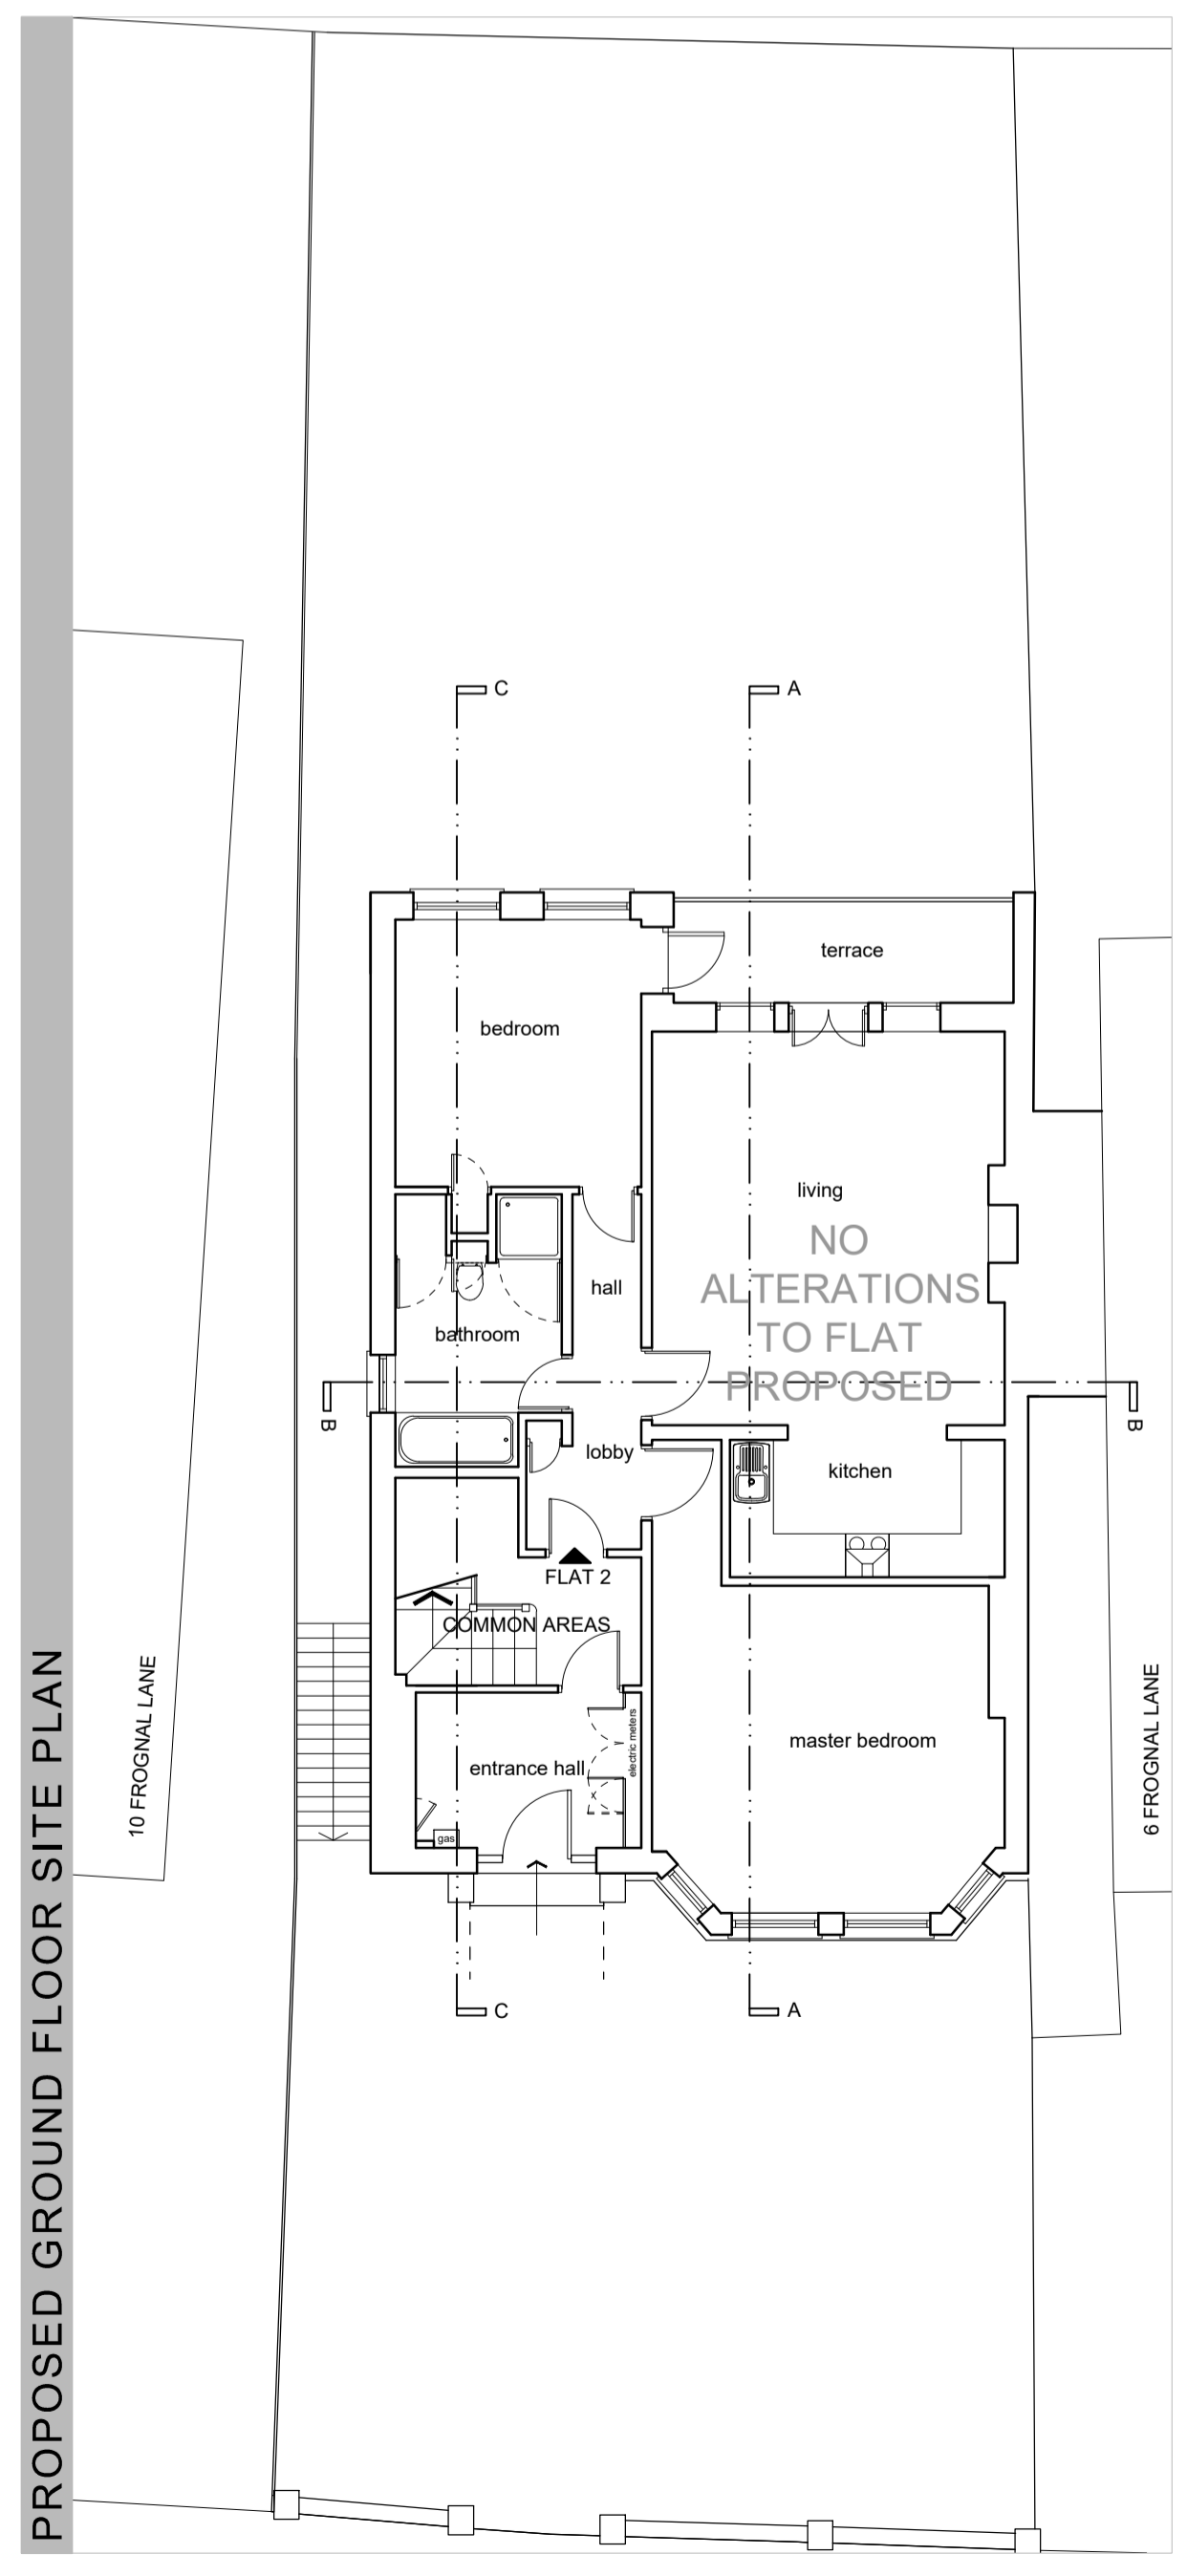 PROPOSED GROUND FLOOR SITE PLAN
C
A
terrace
bedroom
living
NO
ALTERATIONS
TO FLAT
PROPOSED
hall
bathroom
B
B
lobby
kitchen
FLAT 2
COMMON AREAS
10 FROGNAL LANE
6 FROGNAL LANE
electric meters
master bedroom
entrance hall
x
gas
C
A